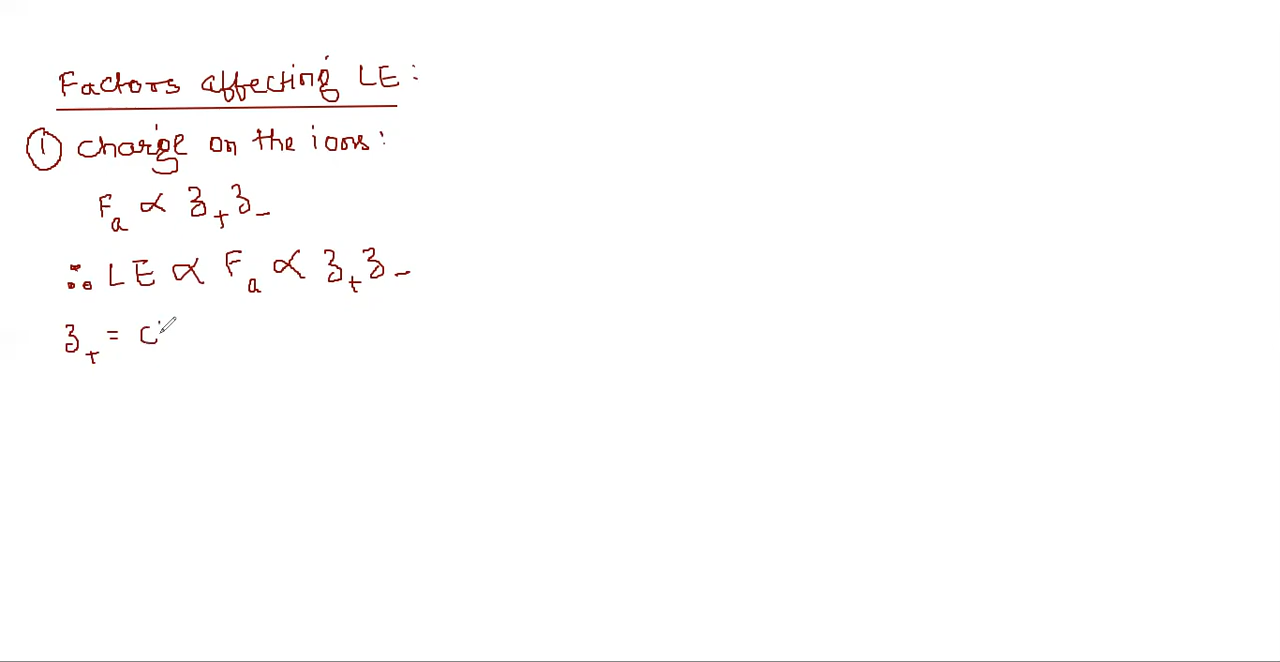 Factors affecting LE:
① charge on the ions:
Fₐ ∝ z₊z₋
∴ LE ∝ Fₐ ∝ z₊z₋
z₊ = c